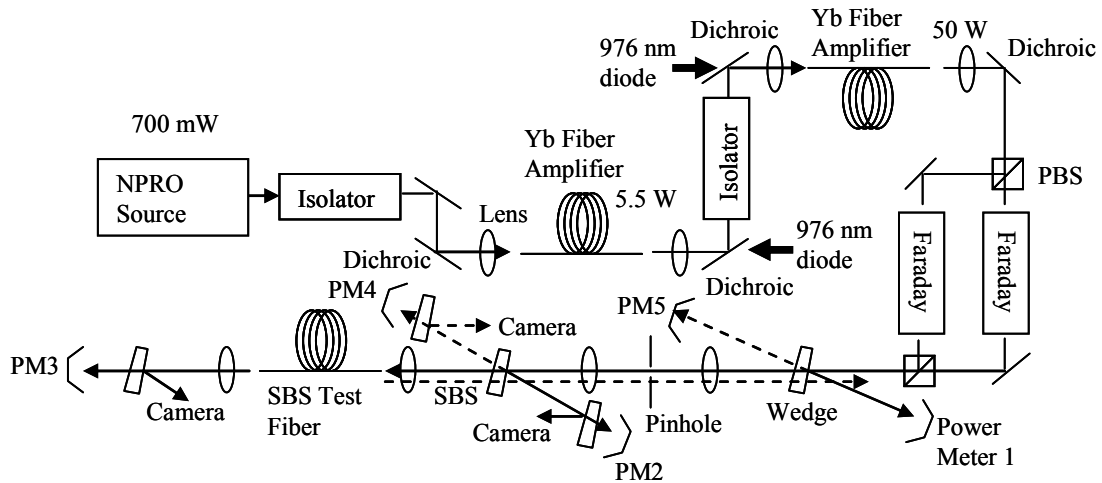 Yb Fiber
Amplifier
50 W
Dichroic
Dichroic
976 nm
diode
700 mW
Yb Fiber
Amplifier
5.5 W
Isolator
PBS
NPRO
Source
Isolator
Lens
Faraday
Faraday
976 nm
diode
Dichroic
Dichroic
PM4
PM5
Camera
PM3
SBS
Wedge
Camera
SBS Test
Fiber
Camera
Pinhole
Power
Meter 1
PM2